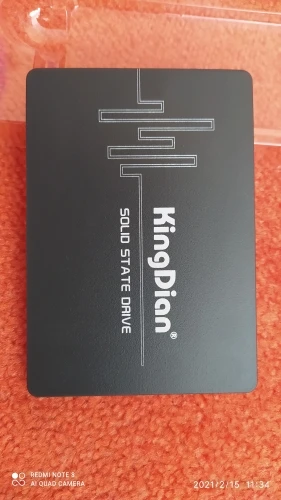 KingDian®
SOLID STATE DRIVE
REDMI NOTE 8
AI QUAD CAMERA
2021/2/15 11:34